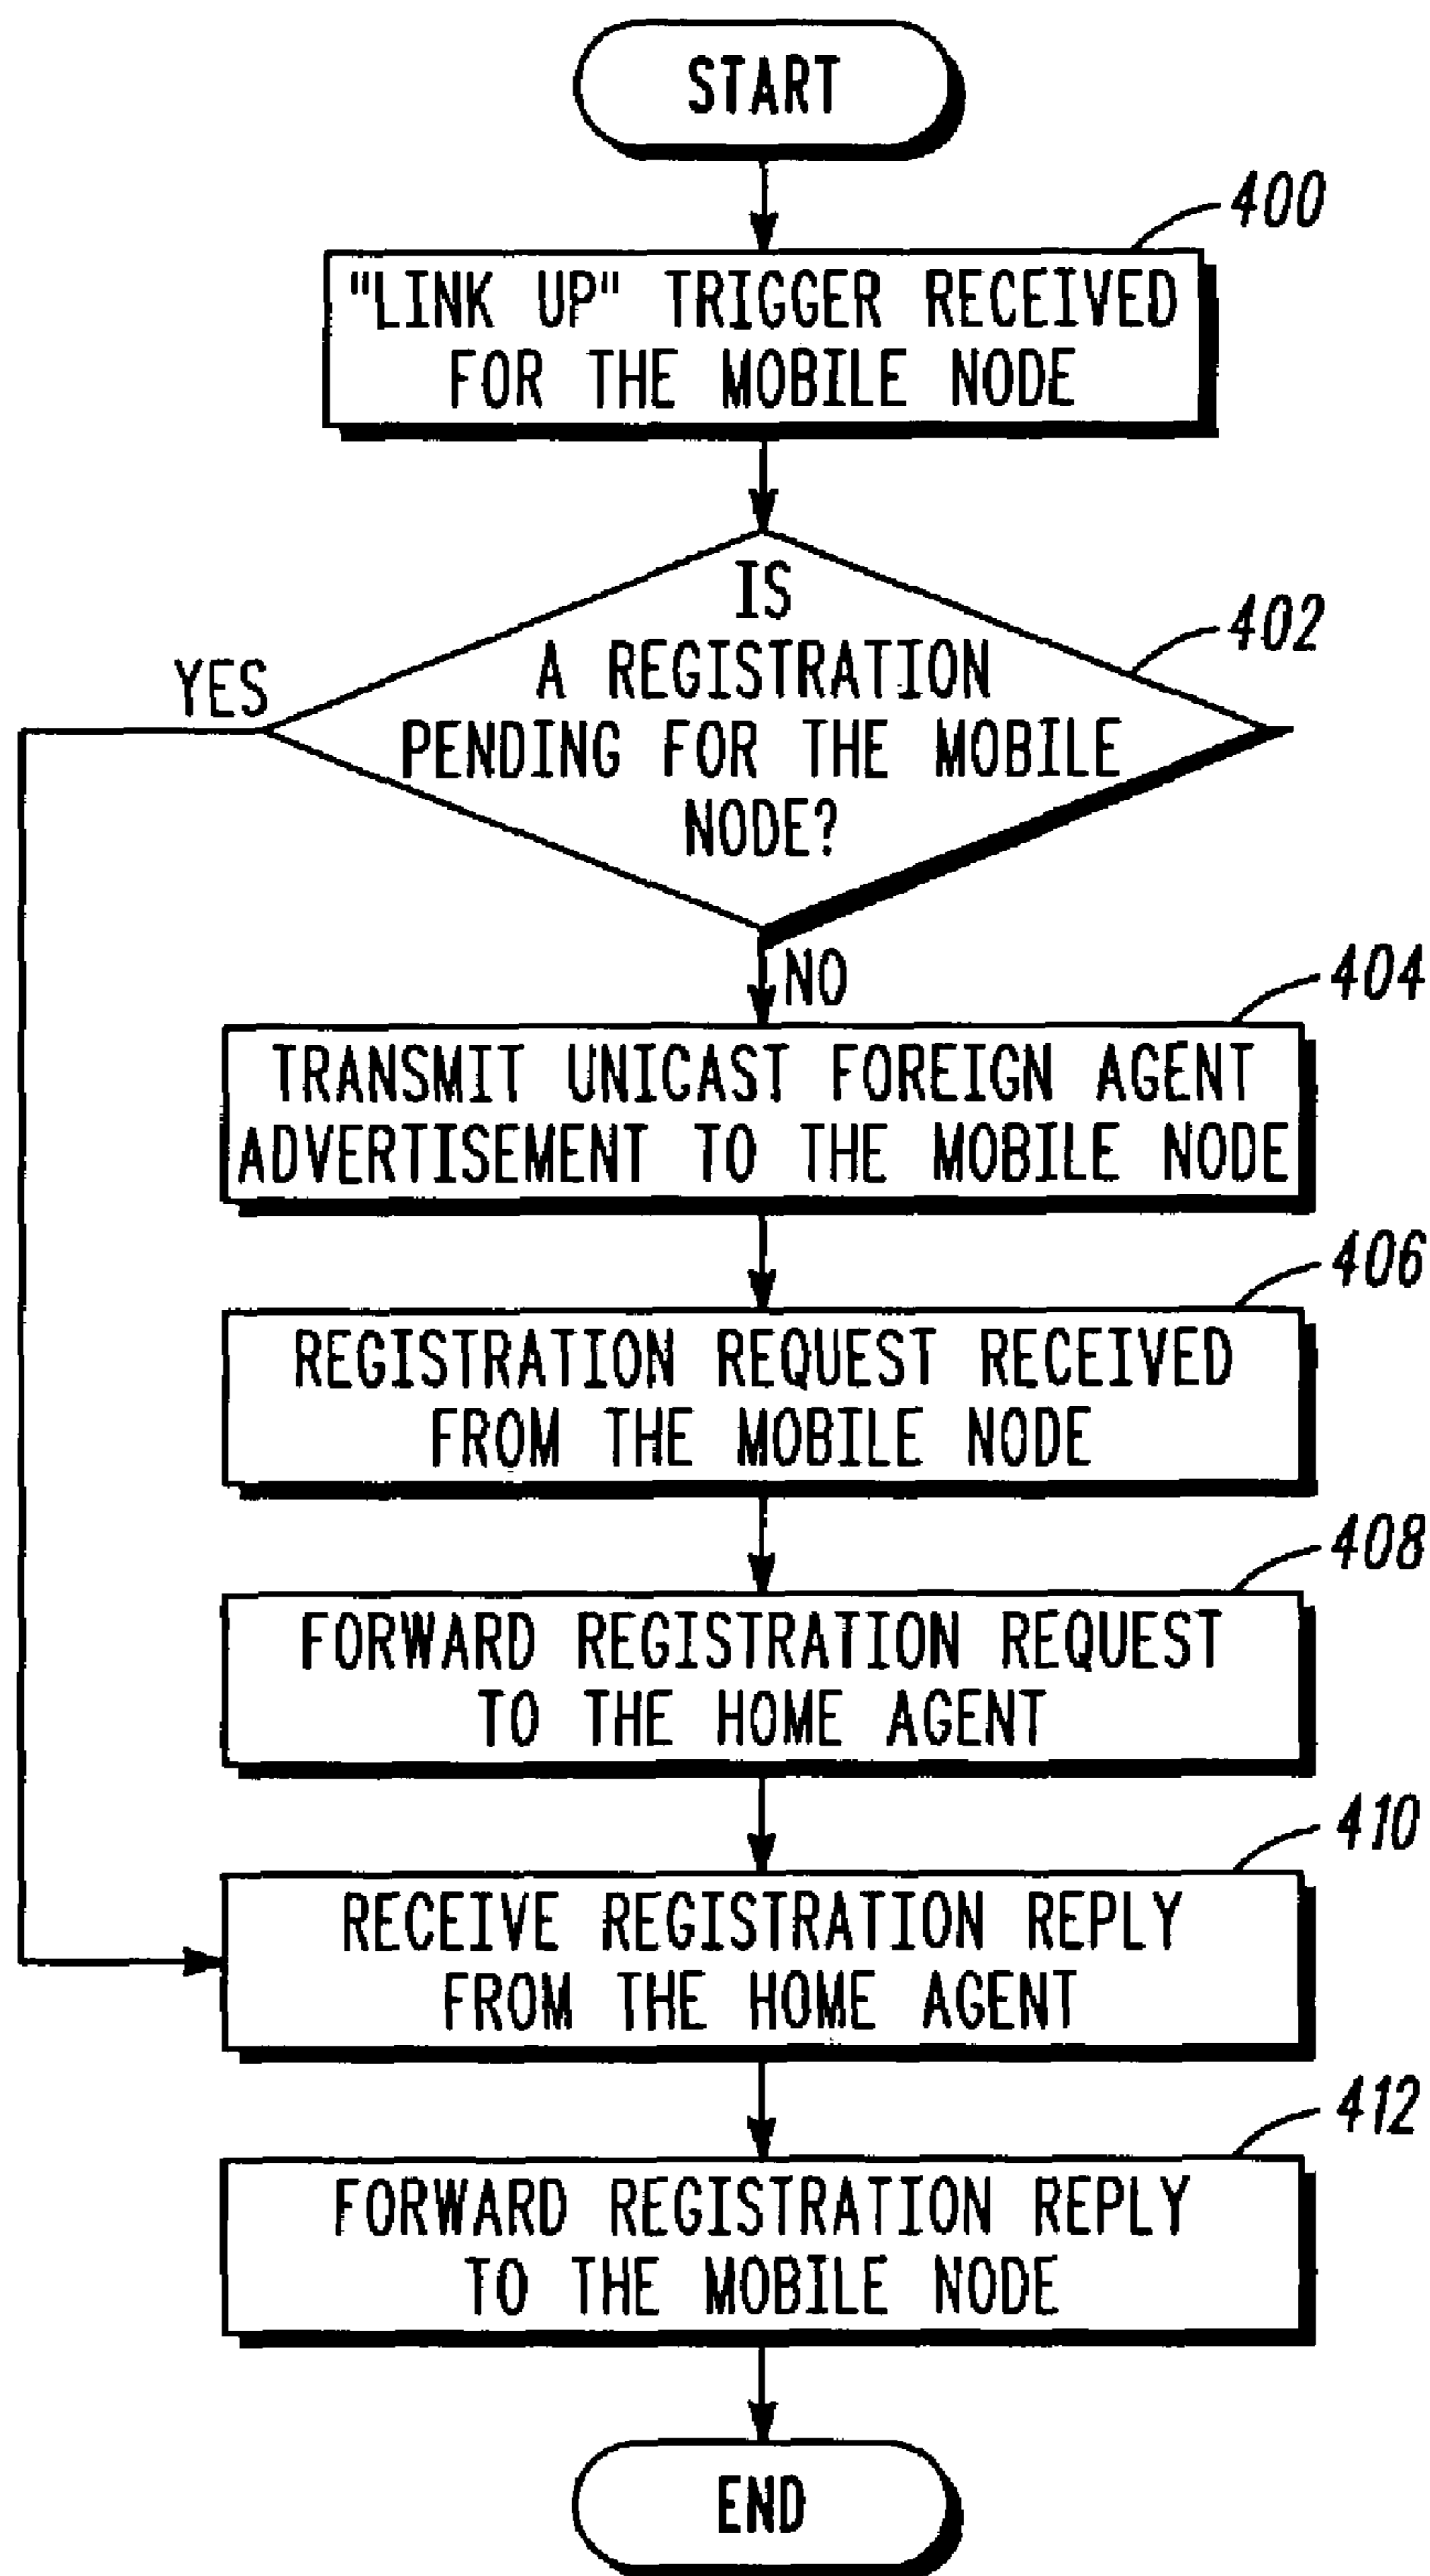 START
400
"LINK UP" TRIGGER RECEIVED
FOR THE MOBILE NODE
402
IS
A REGISTRATION
PENDING FOR THE MOBILE
NODE?
YES
NO
404
TRANSMIT UNICAST FOREIGN AGENT
ADVERTISEMENT TO THE MOBILE NODE
406
REGISTRATION REQUEST RECEIVED
FROM THE MOBILE NODE
408
FORWARD REGISTRATION REQUEST
TO THE HOME AGENT
410
RECEIVE REGISTRATION REPLY
FROM THE HOME AGENT
412
FORWARD REGISTRATION REPLY
TO THE MOBILE NODE
END